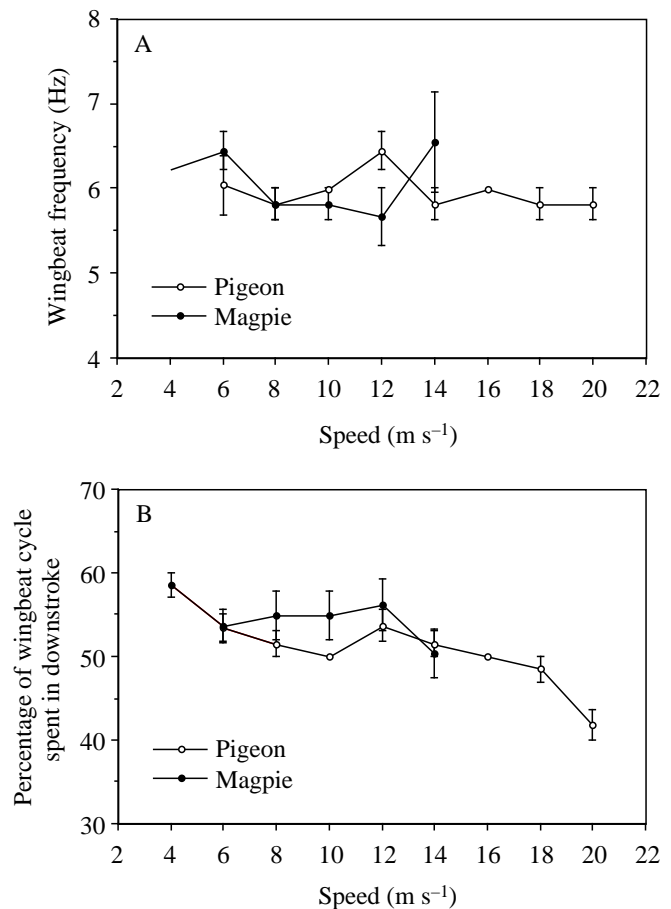 8
A
7
6
5
4
Wingbeat frequency (Hz)
Pigeon
Magpie
2 4 6 8 10 12 14 16 18 20 22
Speed (m s–1)
70
B
60
50
40
30
Percentage of wingbeat cycle
spent in downstroke
Pigeon
Magpie
2 4 6 8 10 12 14 16 18 20 22
Speed (m s–1)